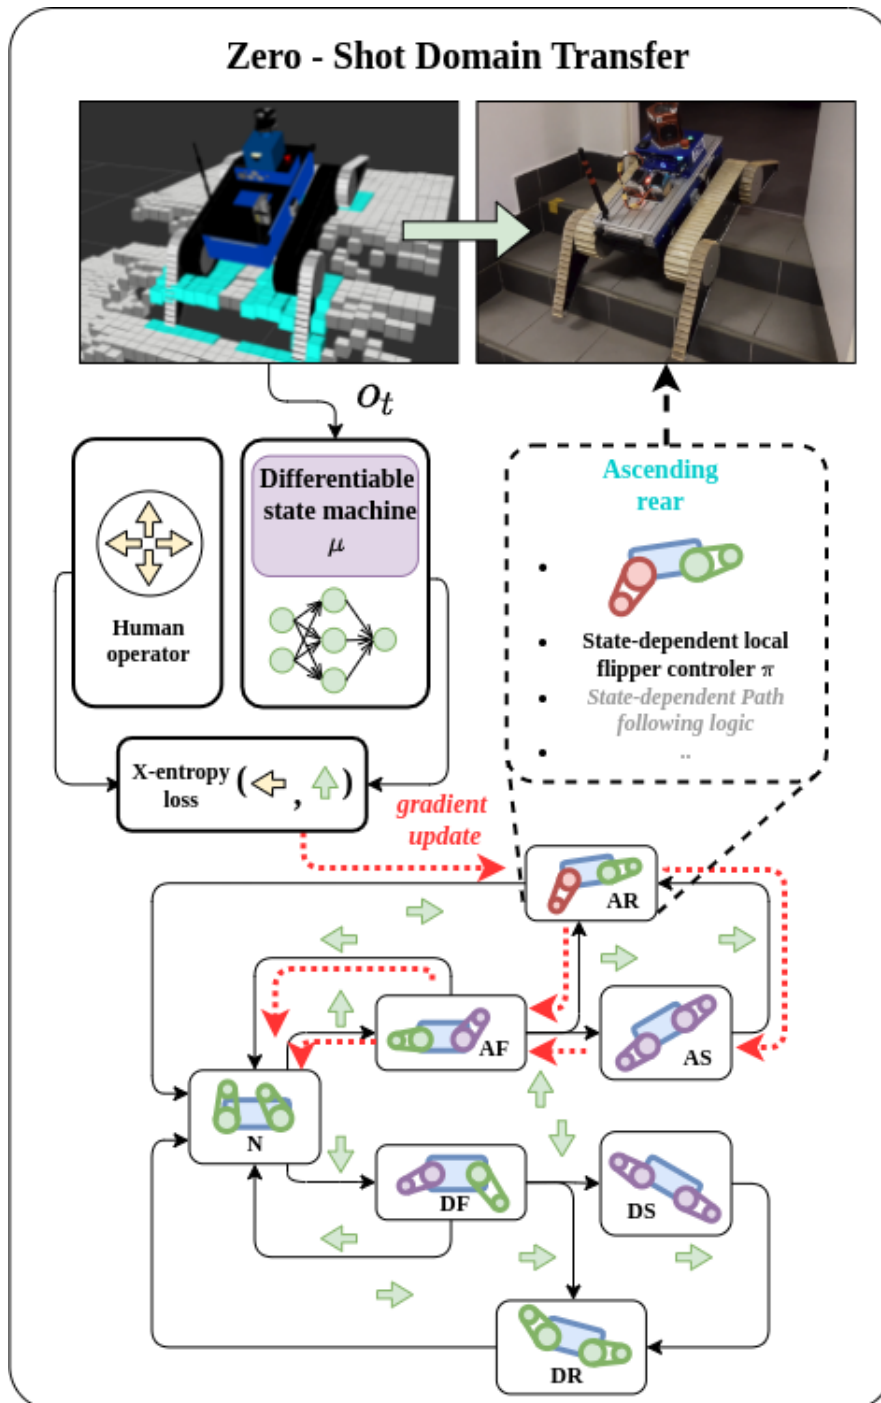 Zero - Shot Domain Transfer
o_t
Human
operator
Differentiable
state machine
μ
Ascending
rear
State-dependent local
flipper controler π
State-dependent Path
following logic
..
X-entropy
loss ( , )
gradient
update
AR
AF
AS
N
DF
DS
DR